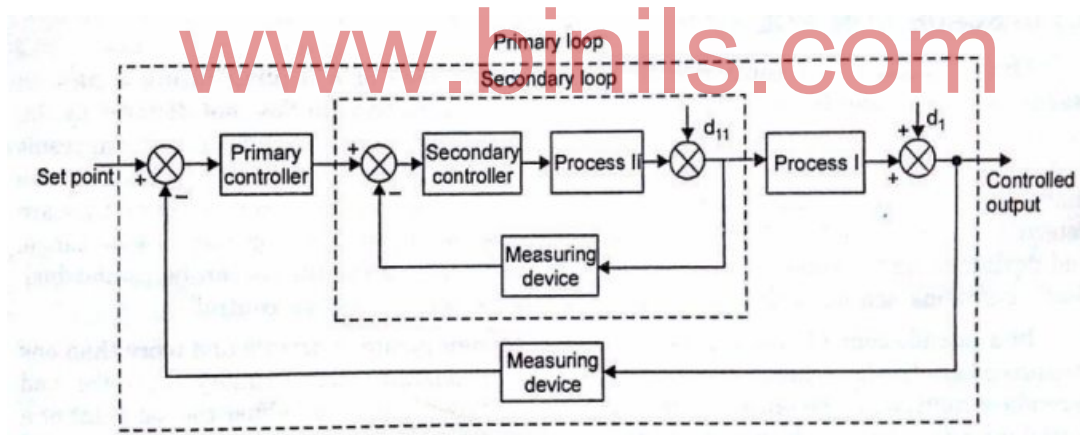 www.binils.com
Primary loop
Secondary loop
d11
d1
+
+
+
+
Set point
Primary
controller
Secondary
controller
Process II
Process I
Controlled
output
−
−
Measuring
device
Measuring
device